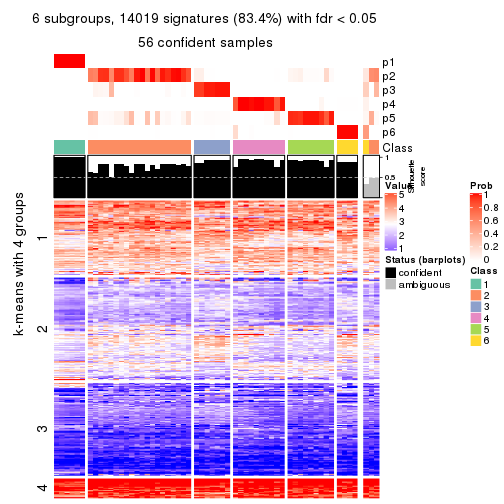 6 subgroups, 14019 signatures (83.4%) with fdr < 0.05
56 confident samples
p1
p2
p3
p4
p5
p6
Class
1
0.5
Silhouette
score
k-means with 4 groups
1
2
3
4
Value
5
4
3
2
1
Status (barplots)
confident
ambiguous
Prob
1
0.8
0.6
0.4
0.2
0
Class
1
2
3
4
5
6